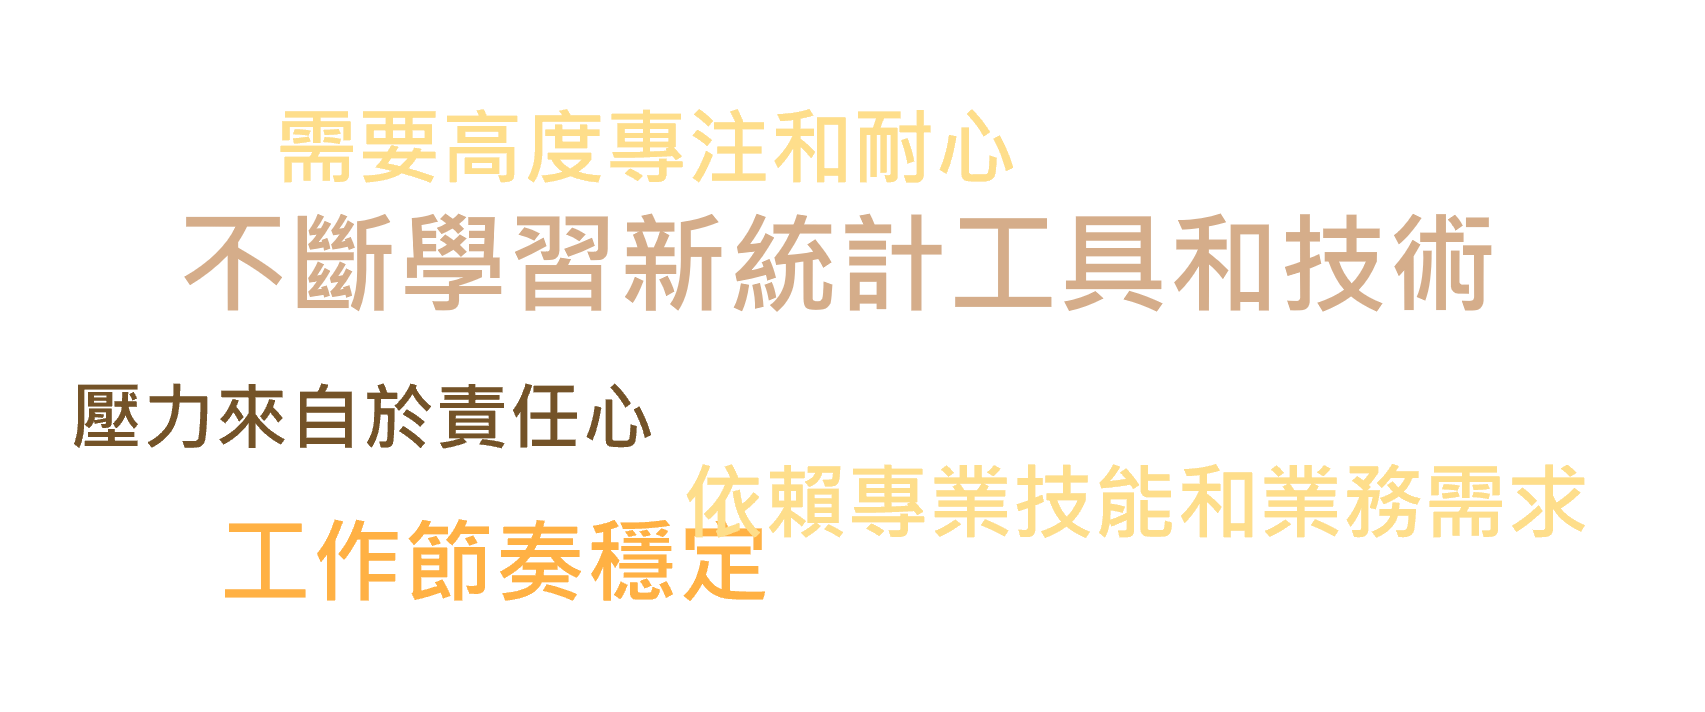 需要高度專注和耐心
不斷學習新統計工具和技術
壓力來自於責任心
依賴專業技能和業務需求
工作節奏穩定